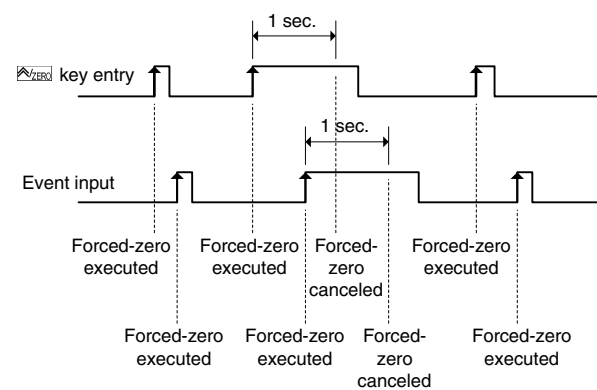 1 sec.
ZERO key entry
1 sec.
Event input
Forced-zero executed
Forced-zero executed
Forced-zero canceled
Forced-zero executed
Forced-zero executed
Forced-zero executed
Forced-zero canceled
Forced-zero executed